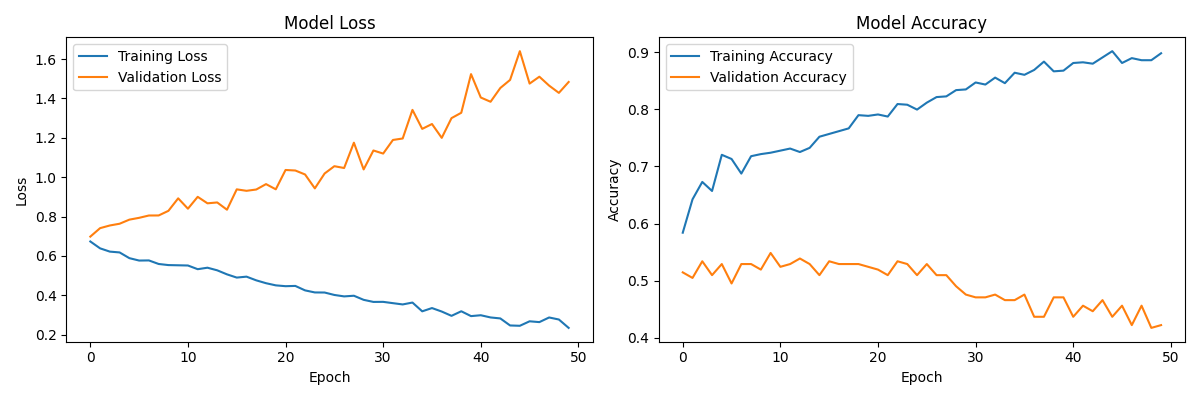 Model Loss
Training Loss
Validation Loss
Loss
1.6
1.4
1.2
1.0
0.8
0.6
0.4
0.2
0 10 20 30 40 50
Epoch
Model Accuracy
Training Accuracy
Validation Accuracy
Accuracy
0.9
0.8
0.7
0.6
0.5
0.4
0 10 20 30 40 50
Epoch